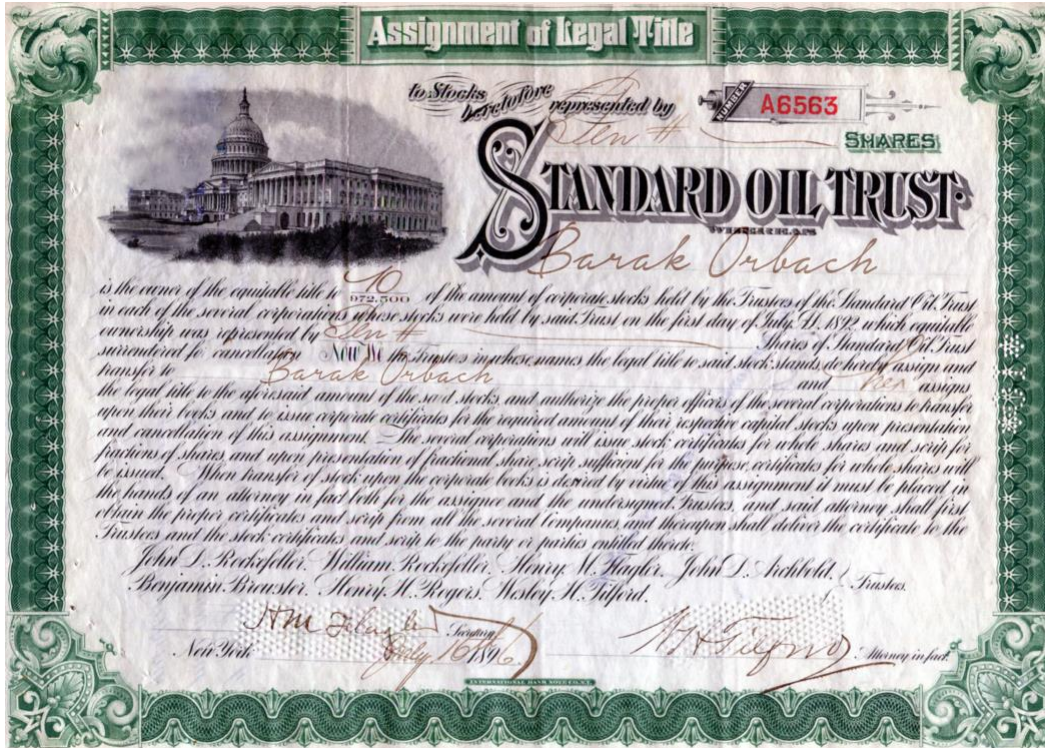 Assignment of Legal Title
to Stocks heretofore represented by
NUMBER A6563
Ten #
SHARES
STANDARD OIL TRUST.
WHEREAS,
Barak Orbach
is the owner of the equitable title to 10/972.500 of the amount of corporate stocks held by the Trustees of the Standard Oil Trust
in each of the several corporations whose stocks were held by said Trust on the first day of July, A.D. 1892, which equitable
ownership was represented by Ten # Shares of Standard Oil Trust
surrendered for cancellation. NOW WE the Trustees in whose names the legal title to said stock stands, do hereby assign and
transfer to Barak Orbach and her assigns
the legal title to the aforesaid amount of the said stocks, and authorize the proper officers of the several corporations to transfer
upon their books and to issue corporate certificates for the required amount of their respective capital stocks upon presentation
and cancellation of this assignment. The several corporations will issue stock certificates for whole shares and scrip for
fractions of shares and upon presentation of fractional share scrip sufficient for the purpose, certificates for whole shares will
be issued. When transfer of stock upon the corporate books is desired by virtue of this assignment it must be placed in
the hands of an attorney in fact both for the assignee and the undersigned Trustees, and said attorney shall first
obtain the proper certificates and scrip from all the several Companies, and thereupon shall deliver the certificate to the
Trustees and the stock certificates and scrip to the party or parties entitled thereto.
John D. Rockefeller, William Rockefeller, Henry M. Flagler, John D. Archbold,
Benjamin Brewster, Henry H. Rogers, Wesley H. Tilford. } Trustees.
Secretary
New York July 16 1896
W H Tilford Attorney in fact.
INTERNATIONAL BANK NOTE CO. N.Y.